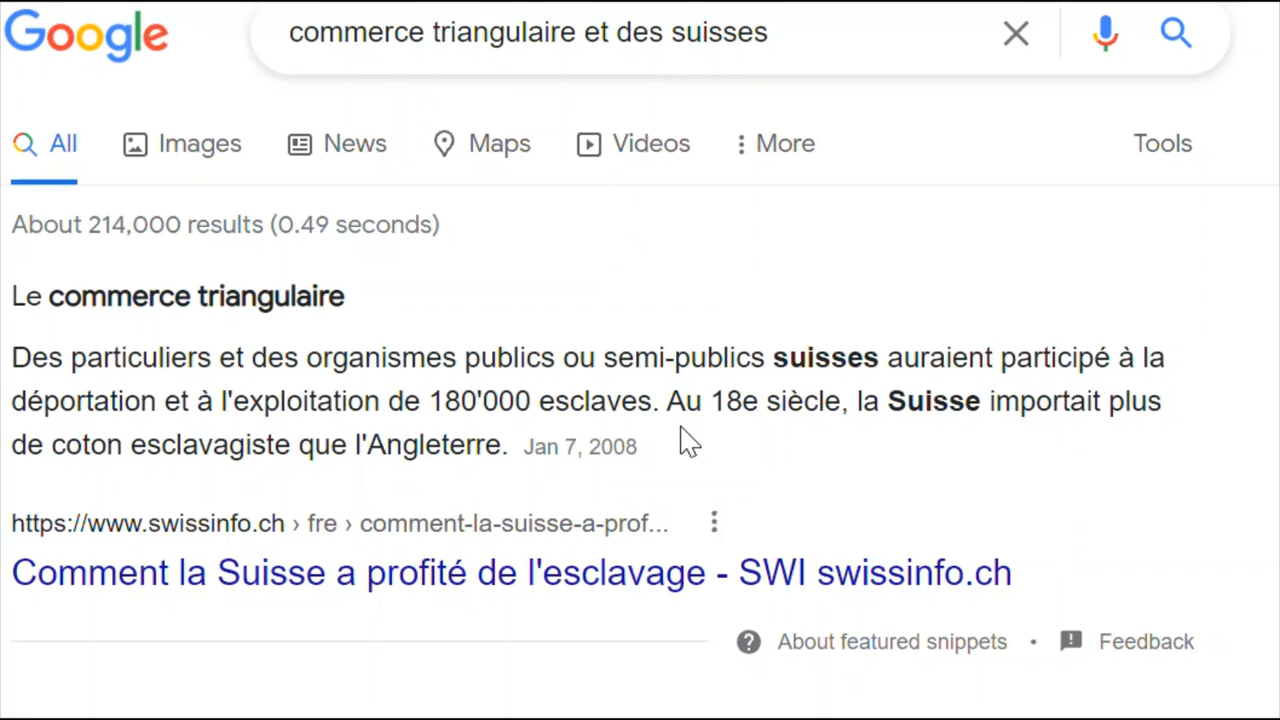 Google
commerce triangulaire et des suisses
All Images News Maps Videos More Tools
About 214,000 results (0.49 seconds)
Le commerce triangulaire
Des particuliers et des organismes publics ou semi-publics suisses auraient participé à la
déportation et à l'exploitation de 180'000 esclaves. Au 18e siècle, la Suisse importait plus
de coton esclavagiste que l'Angleterre. Jan 7, 2008
https://www.swissinfo.ch › fre › comment-la-suisse-a-prof...
Comment la Suisse a profité de l'esclavage - SWI swissinfo.ch
About featured snippets • Feedback